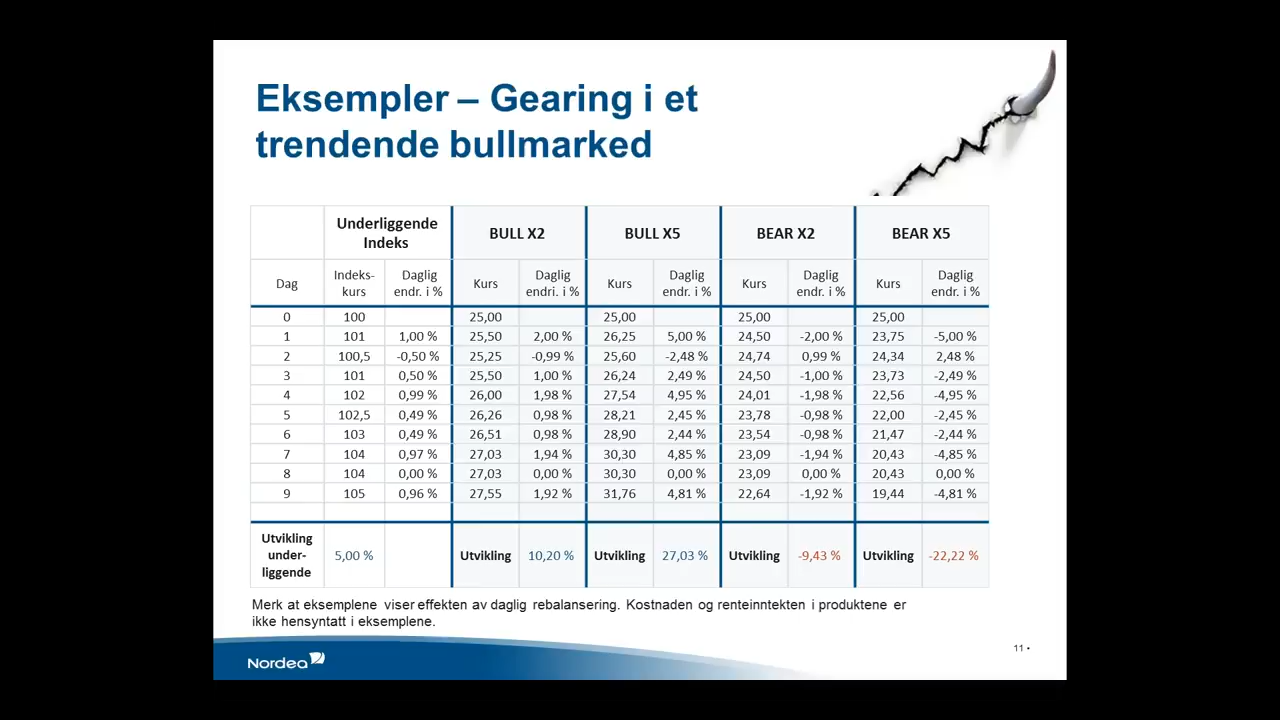 Eksempler – Gearing i et
trendende bullmarked
Underliggende Indeks BULL X2 BULL X5 BEAR X2 BEAR X5
Dag Indeks-kurs Daglig endr. i % Kurs Daglig endri. i % Kurs Daglig endr. i % Kurs Daglig endr. i % Kurs Daglig endr. i %
0 100 25,00 25,00 25,00 25,00
1 101 1,00 % 25,50 2,00 % 26,25 5,00 % 24,50 -2,00 % 23,75 -5,00 %
2 100,5 -0,50 % 25,25 -0,99 % 25,60 -2,48 % 24,74 0,99 % 24,34 2,48 %
3 101 0,50 % 25,50 1,00 % 26,24 2,49 % 24,50 -1,00 % 23,73 -2,49 %
4 102 0,99 % 26,00 1,98 % 27,54 4,95 % 24,01 -1,98 % 22,56 -4,95 %
5 102,5 0,49 % 26,26 0,98 % 28,21 2,45 % 23,78 -0,98 % 22,00 -2,45 %
6 103 0,49 % 26,51 0,98 % 28,90 2,44 % 23,54 -0,98 % 21,47 -2,44 %
7 104 0,97 % 27,03 1,94 % 30,30 4,85 % 23,09 -1,94 % 20,43 -4,85 %
8 104 0,00 % 27,03 0,00 % 30,30 0,00 % 23,09 0,00 % 20,43 0,00 %
9 105 0,96 % 27,55 1,92 % 31,76 4,81 % 22,64 -1,92 % 19,44 -4,81 %
Utvikling under-liggende 5,00 % Utvikling 10,20 % Utvikling 27,03 % Utvikling -9,43 % Utvikling -22,22 %
Merk at eksemplene viser effekten av daglig rebalansering. Kostnaden og renteinntekten i produktene er
ikke hensyntatt i eksemplene.
Nordea
11 •